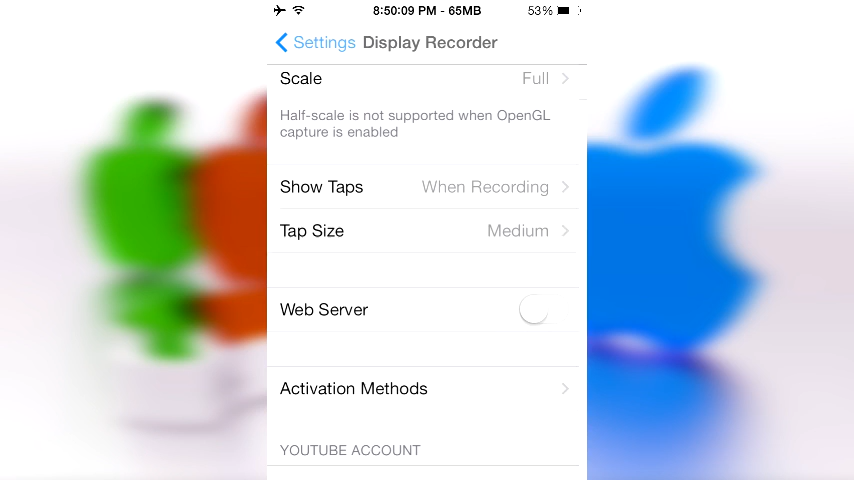 8:50:09 PM - 65MB
53%
Settings Display Recorder
Scale Full
Half-scale is not supported when OpenGL
capture is enabled
Show Taps When Recording
Tap Size Medium
Web Server
Activation Methods
YOUTUBE ACCOUNT